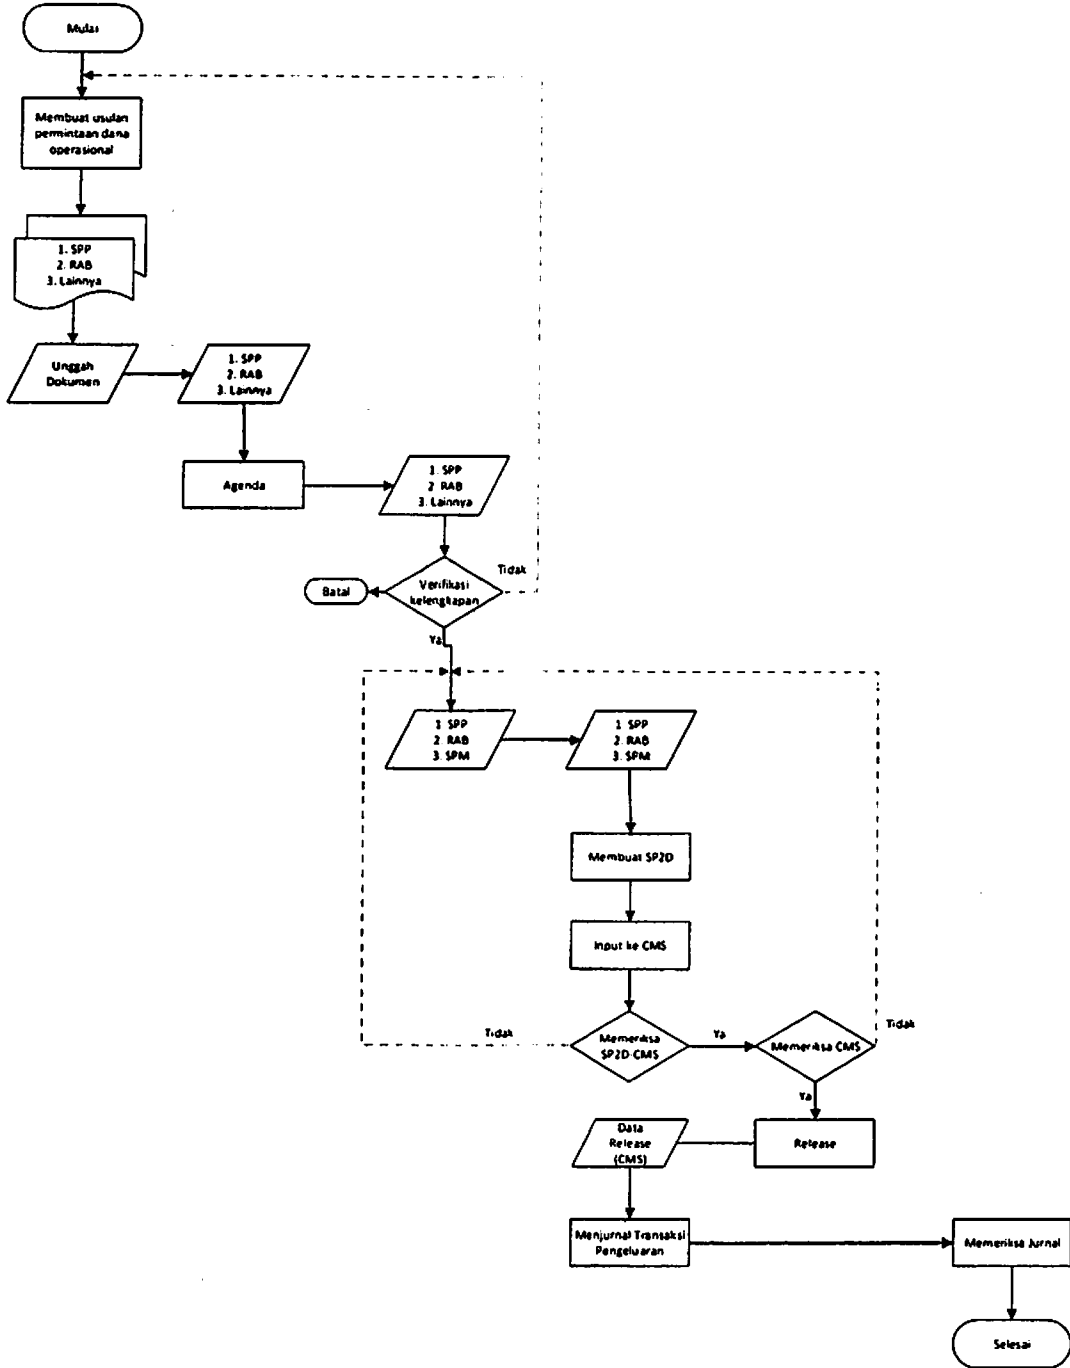 Mulai
Membuat usulan
permintaan dana
operasional
1. SPP
2. RAB
3. Lainnya
Unggah
Dokumen
1. SPP
2. RAB
3. Lainnya
Agenda
1. SPP
2 RAB
3. Lainnya
Verifikasi
kelengkapan
Tidak
Batal
Ya
1 SPP
2. RAB
3. SPM
1 SPP
2. RAB
3. SPM
Membuat SP2D
Input ke CMS
Tidak
Memeriksa
SP2D-CMS
Ya
Memeriksa CMS
Tidak
Ya
Data
Release
(CMS)
Release
Menjurnal Transaksi
Pengeluaran
Memeriksa Jurnal
Selesai